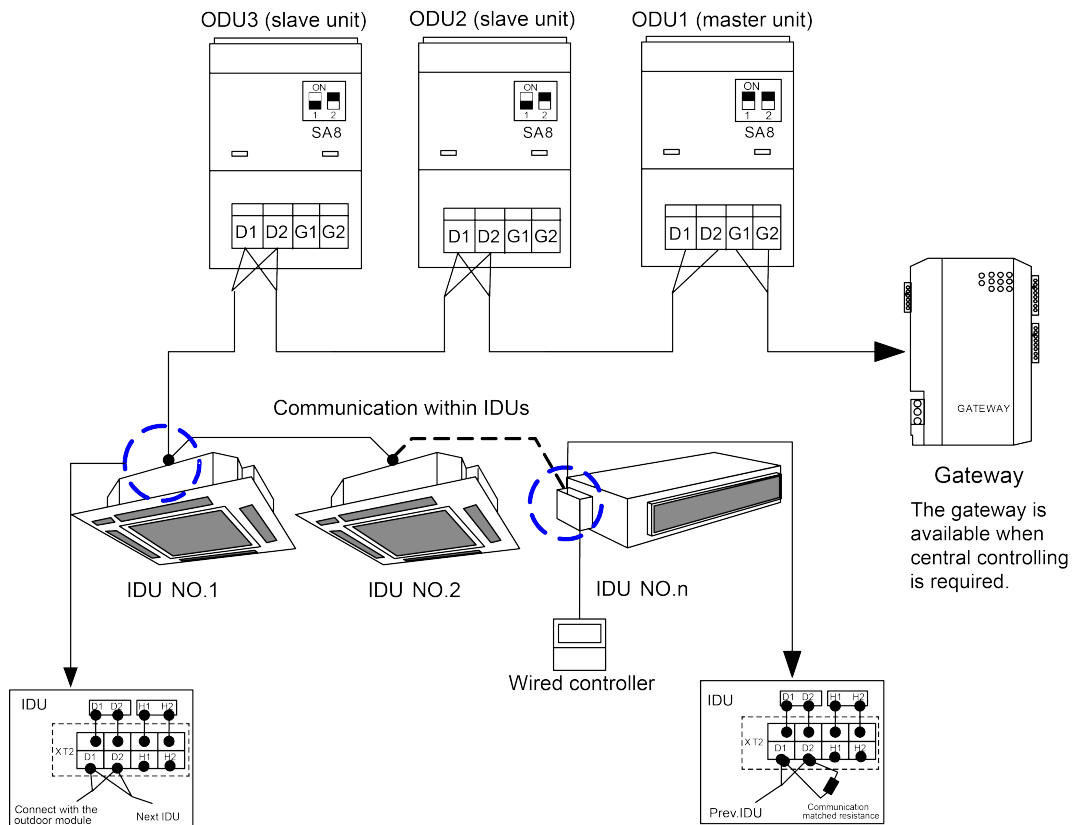 ODU3 (slave unit) ODU2 (slave unit) ODU1 (master unit)
ON ON ON
1 2 1 2 1 2
SA8 SA8 SA8
D1 D2 G1 G2 D1 D2 G1 G2 D1 D2 G1 G2
GATEWAY
Gateway
The gateway is
available when
central controlling
is required.
Communication within IDUs
IDU NO.1 IDU NO.2 IDU NO.n
Wired controller
IDU
D1 D2 H1 H2
XT2
D1 D2 H1 H2
Connect with the
outdoor module
Next IDU
IDU
D1 D2 H1 H2
XT2
D1 D2 H1 H2
Prev.IDU
Communication
matched resistance